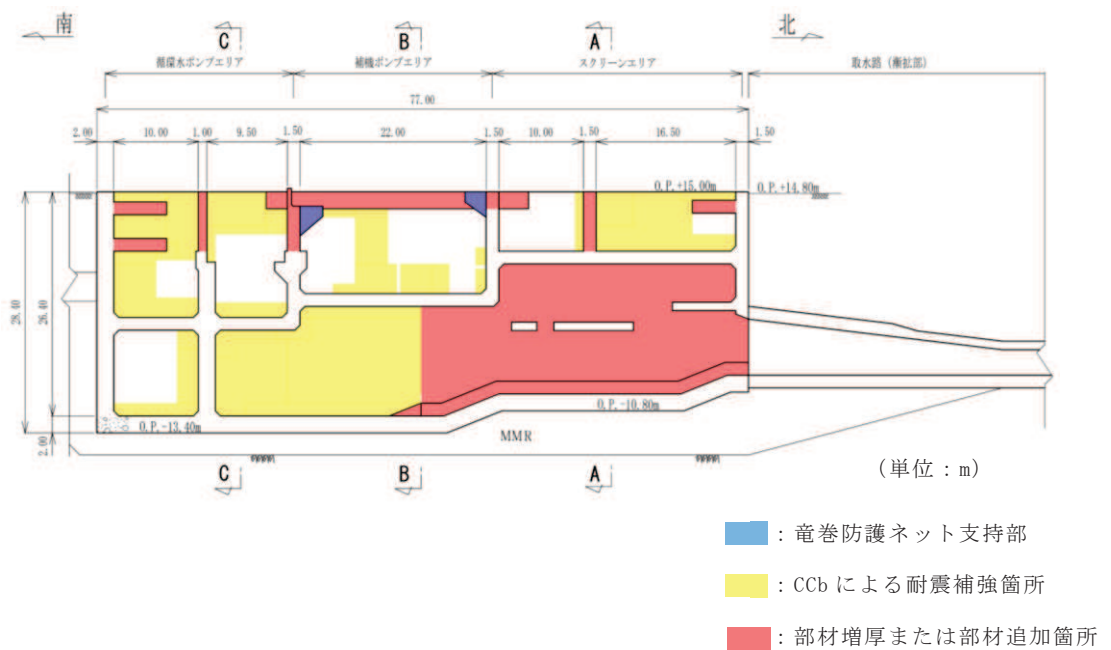 南
北
C
B
A
循環水ポンプエリア
補機ポンプエリア
スクリーンエリア
取水路(漸拡部)
77.00
2.00
10.00
1.00
9.50
1.50
22.00
1.50
10.00
1.50
16.50
1.50
O.P.+15.00m
O.P.+14.80m
28.40
26.40
2.00
O.P.-13.40m
O.P.-10.80m
MMR
C
B
A
(単位:m)
:竜巻防護ネット支持部
:CCbによる耐震補強箇所
:部材増厚または部材追加箇所